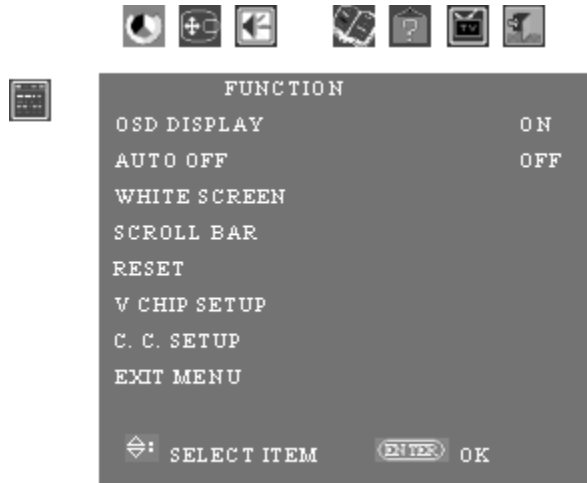 TV
FUNCTION
OSD DISPLAY ON
AUTO OFF OFF
WHITE SCREEN
SCROLL BAR
RESET
V CHIP SETUP
C. C. SETUP
EXIT MENU
: SELECT ITEM ENTER OK